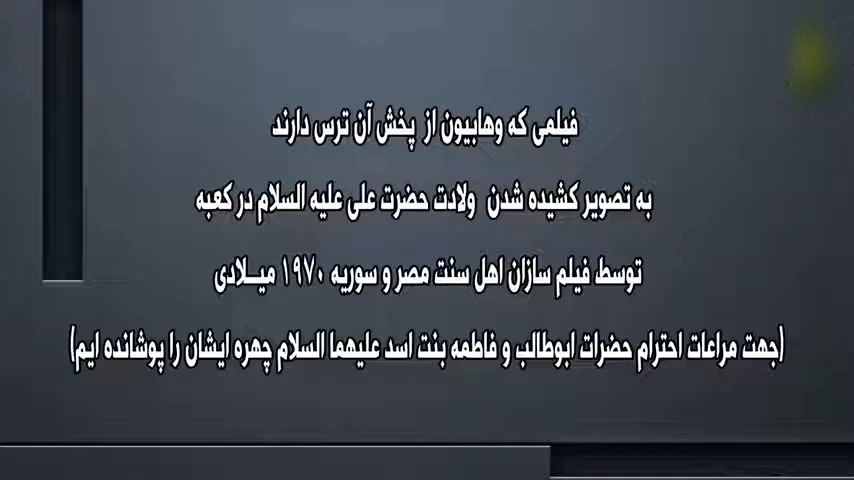 فیلمی که وهابیون از پخش آن ترس دارند
به تصویر کشیده شدن ولادت حضرت علی علیه السلام در کعبه
توسط فیلم سازان اهل سنت مصر و سوریه ۱۹۷۰ میـلادی
(جهت مراعات احترام حضرات ابوطالب و فاطمه بنت اسد علیهما السلام چهره ایشان را پوشانده ایم)